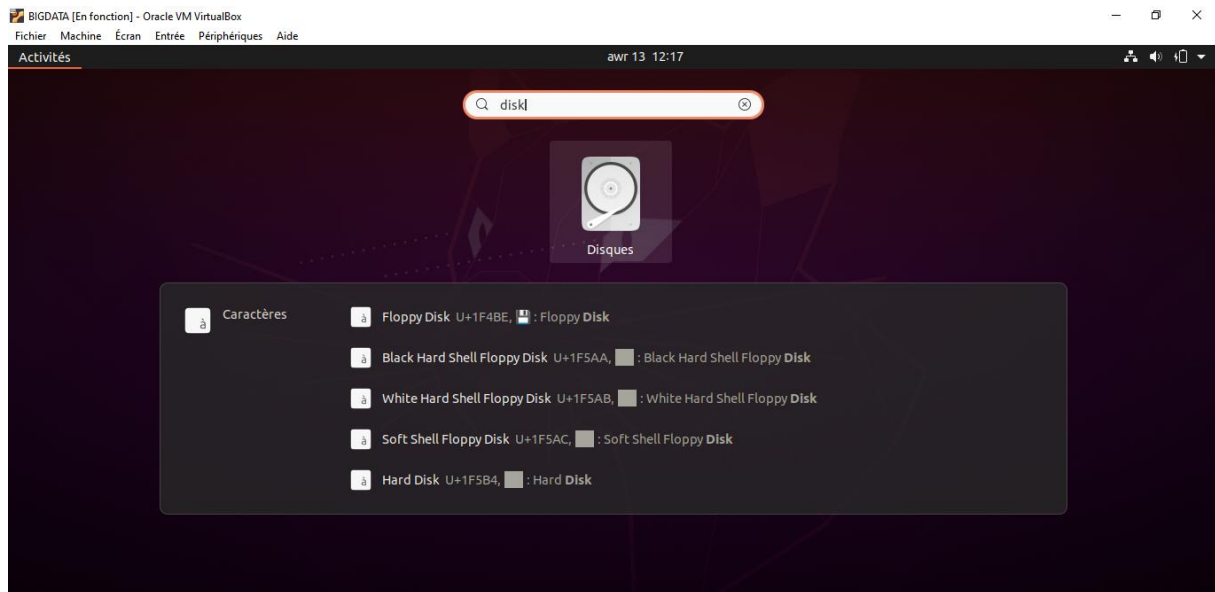 BIGDATA [En fonction] - Oracle VM VirtualBox
Fichier Machine Écran Entrée Périphériques Aide
Activités
awr 13 12:17
disk
Disques
Caractères
à
à Floppy Disk U+1F4BE, 💾 : Floppy Disk
à Black Hard Shell Floppy Disk U+1F5AA, : Black Hard Shell Floppy Disk
à White Hard Shell Floppy Disk U+1F5AB, : White Hard Shell Floppy Disk
à Soft Shell Floppy Disk U+1F5AC, : Soft Shell Floppy Disk
à Hard Disk U+1F5B4, : Hard Disk